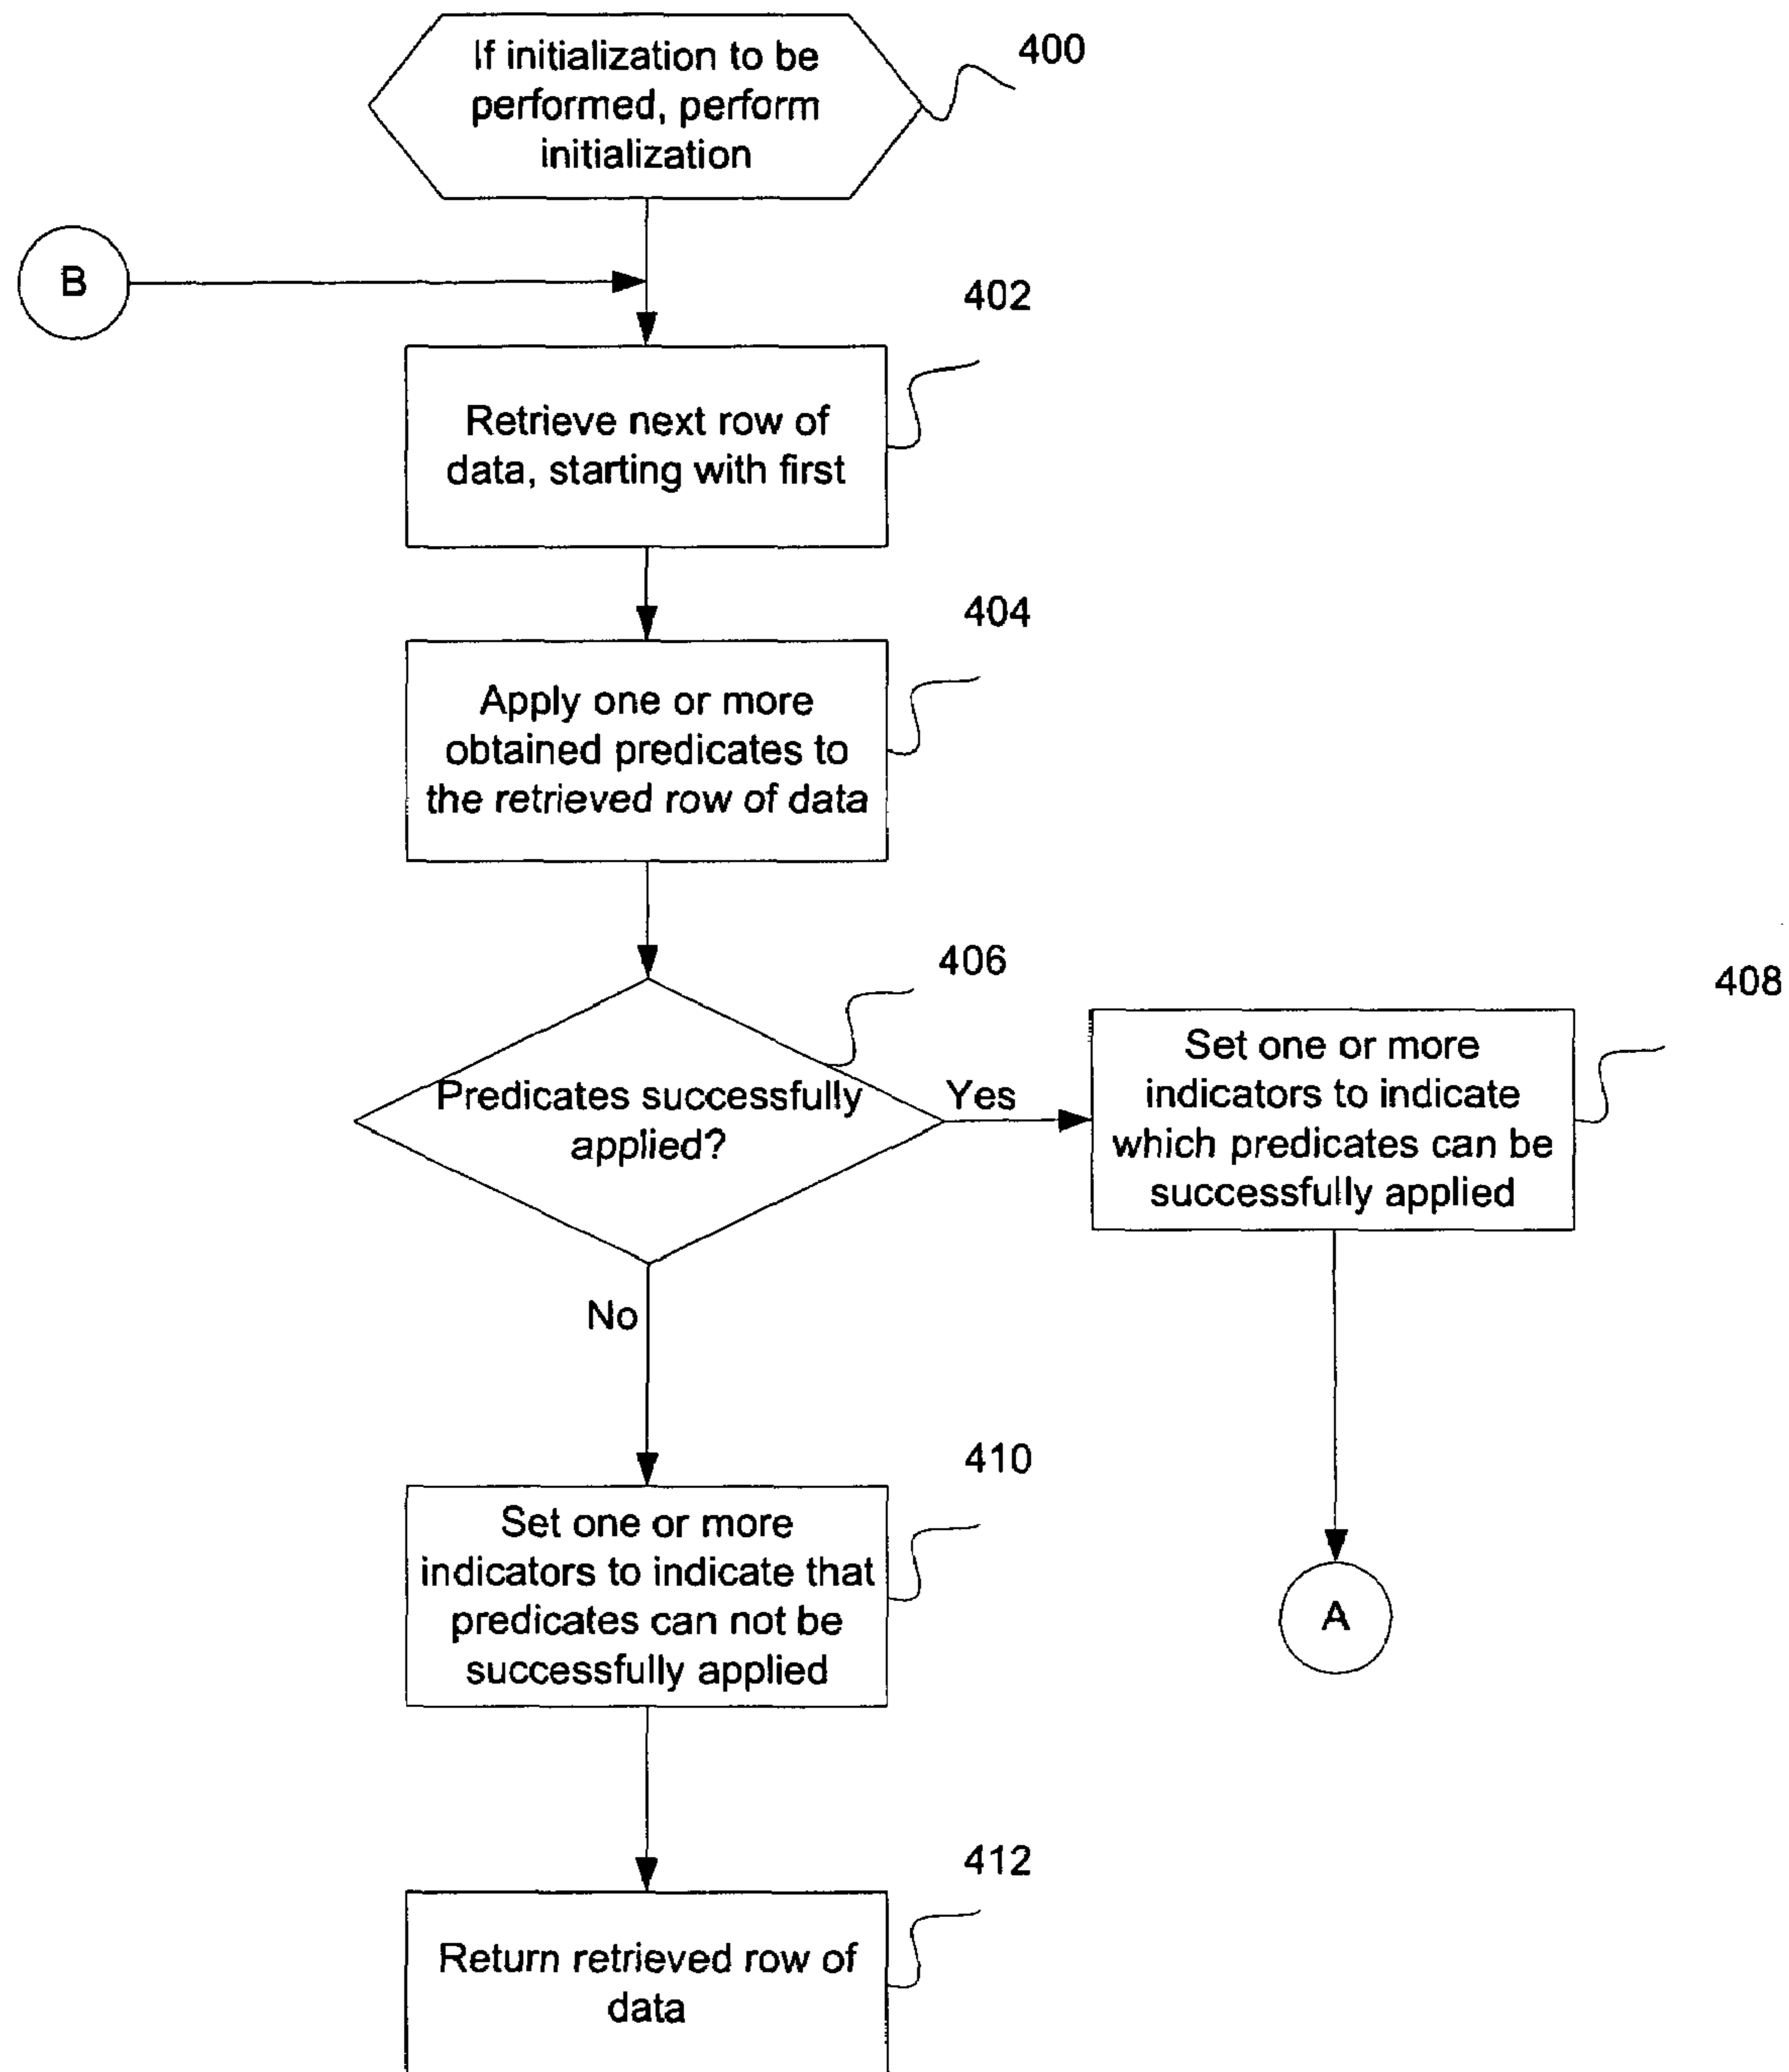 If initialization to be
performed, perform
initialization
400
B
402
Retrieve next row of
data, starting with first
404
Apply one or more
obtained predicates to
the retrieved row of data
406
Predicates successfully
applied?
Yes
408
Set one or more
indicators to indicate
which predicates can be
successfully applied
No
410
Set one or more
indicators to indicate that
predicates can not be
successfully applied
A
412
Return retrieved row of
data